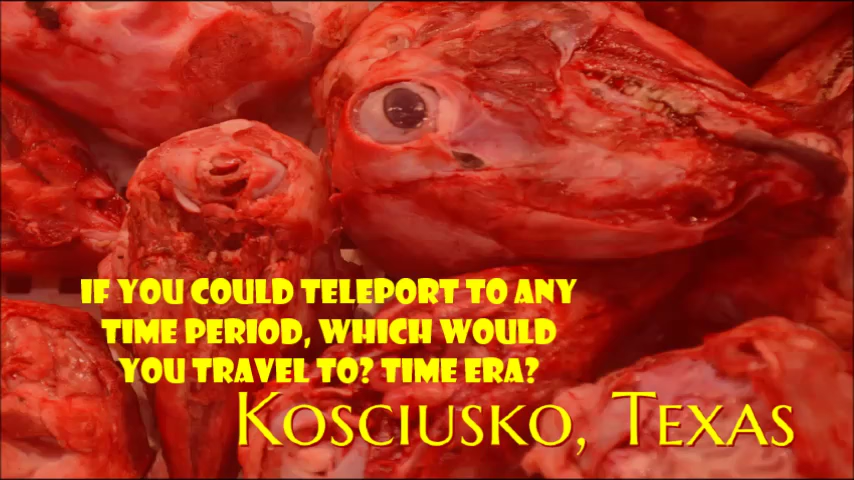 IF YOU COULD TELEPORT TO ANY
TIME PERIOD, WHICH WOULD
YOU TRAVEL TO? TIME ERA?
Kosciusko, Texas